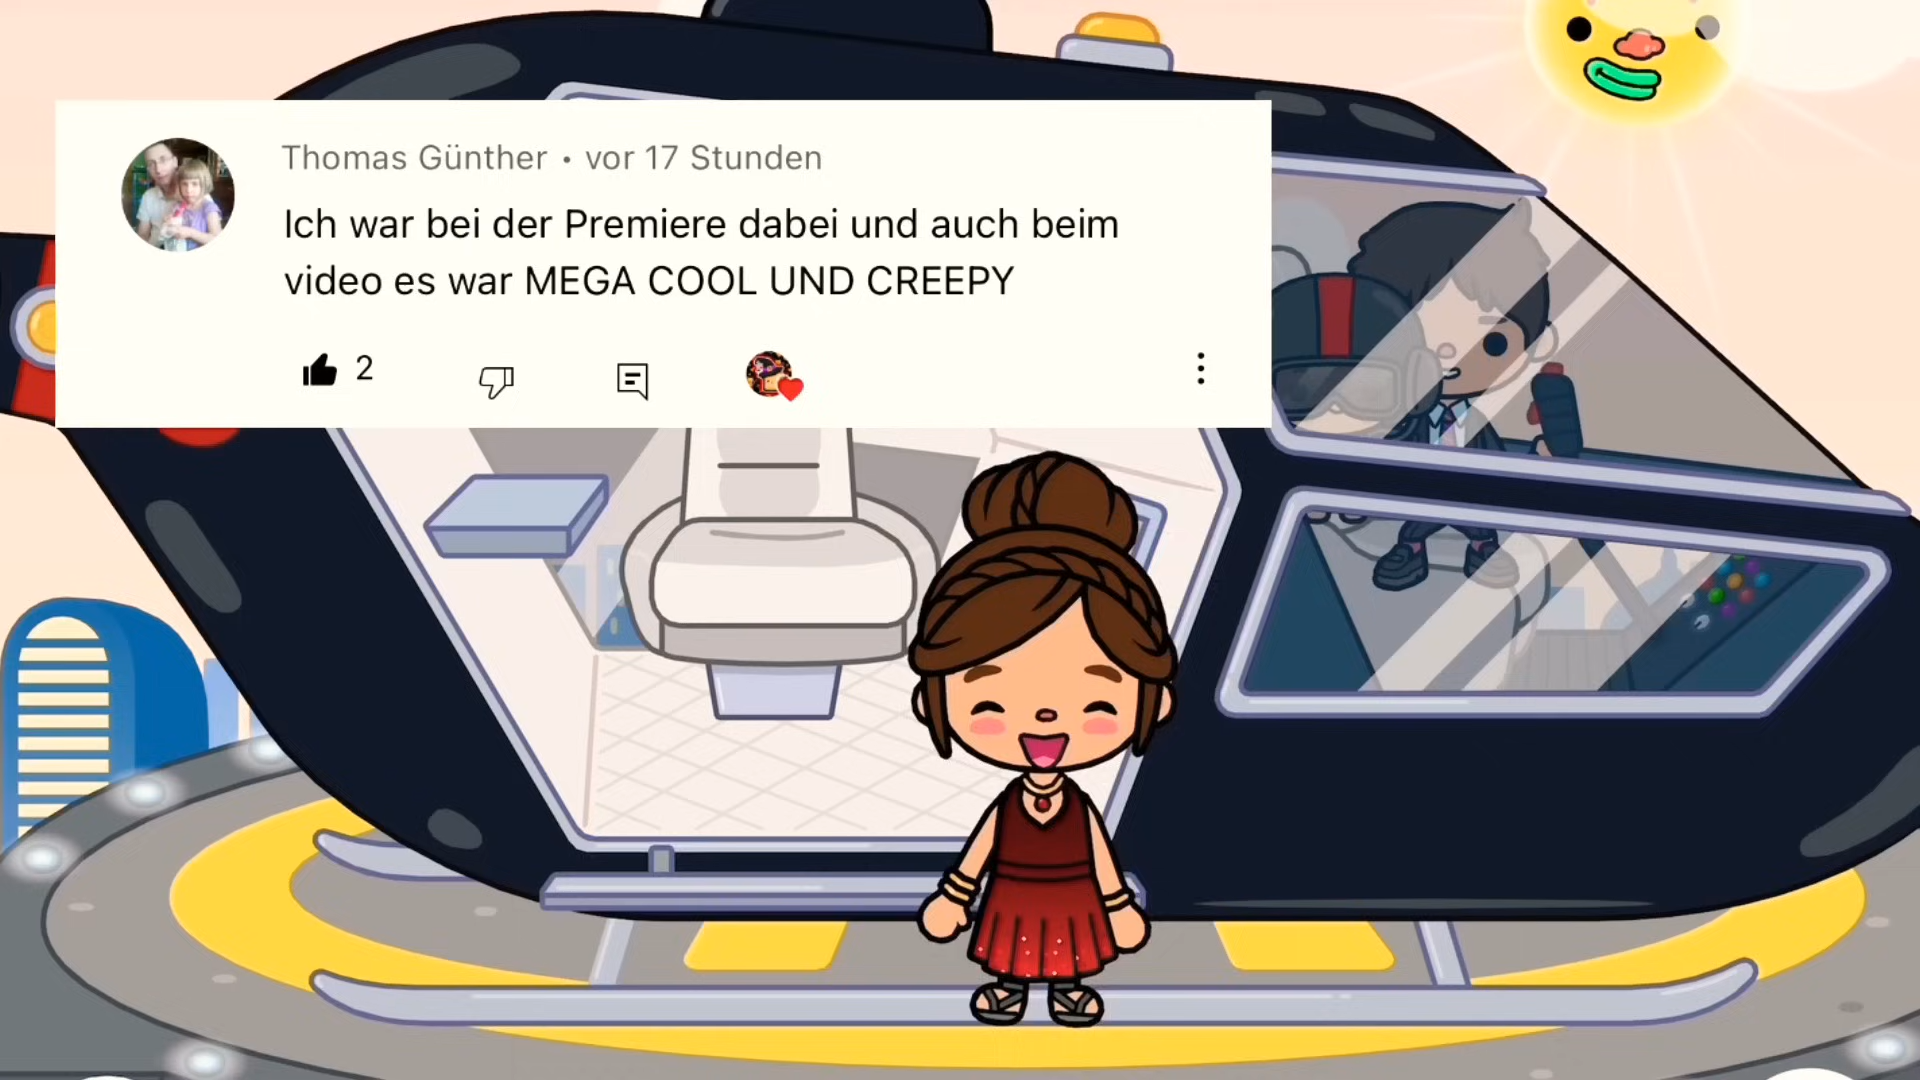 Thomas Günther • vor 17 Stunden
Ich war bei der Premiere dabei und auch beim
video es war MEGA COOL UND CREEPY
2